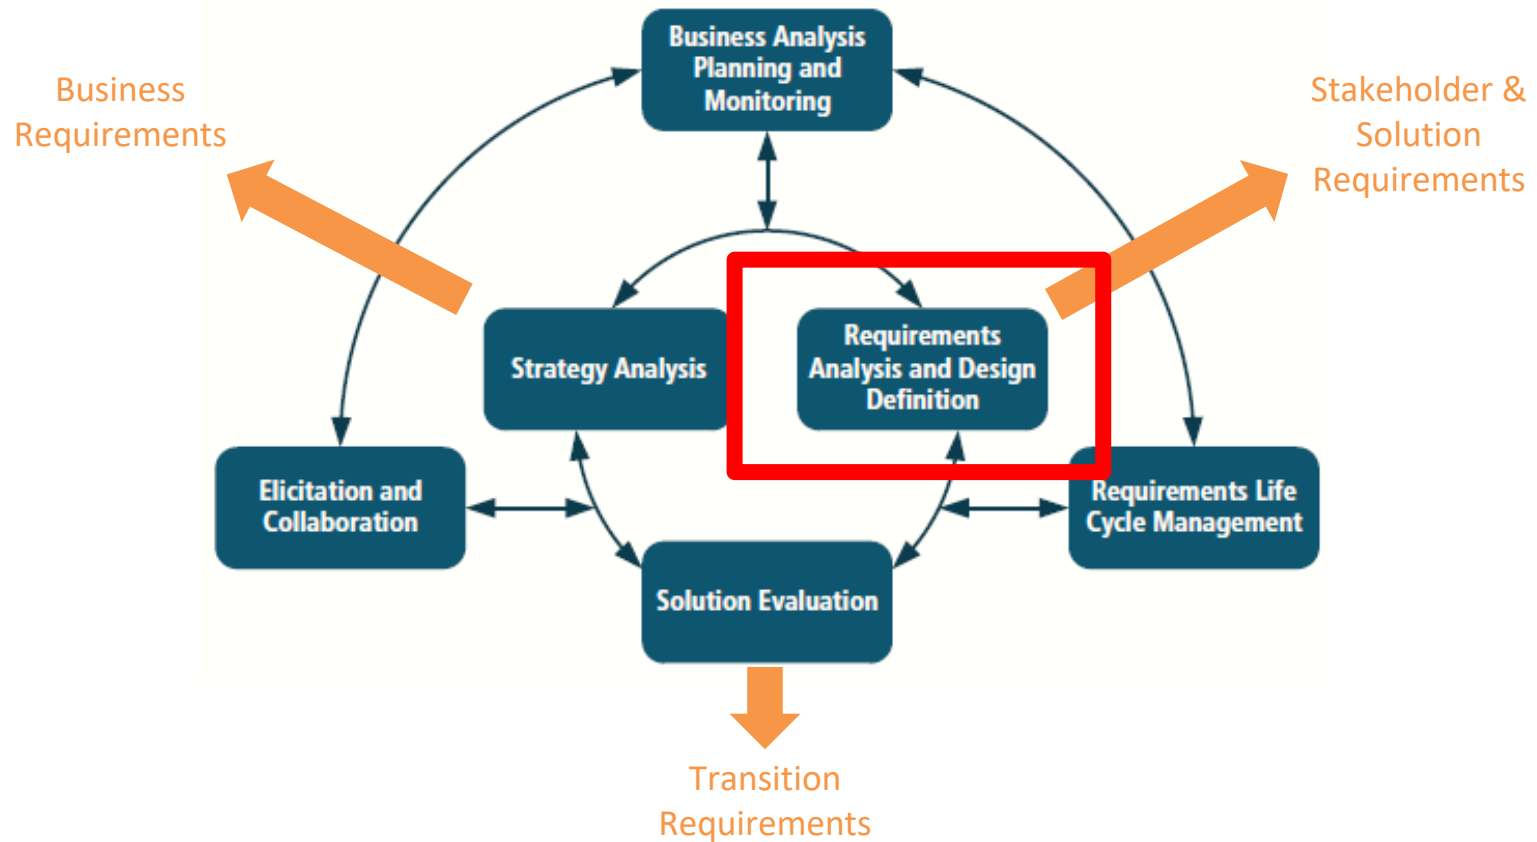 Business Analysis
Planning and
Monitoring
Business
Requirements
Stakeholder &
Solution
Requirements
Strategy Analysis
Requirements
Analysis and Design
Definition
Elicitation and
Collaboration
Requirements Life
Cycle Management
Solution Evaluation
Transition
Requirements